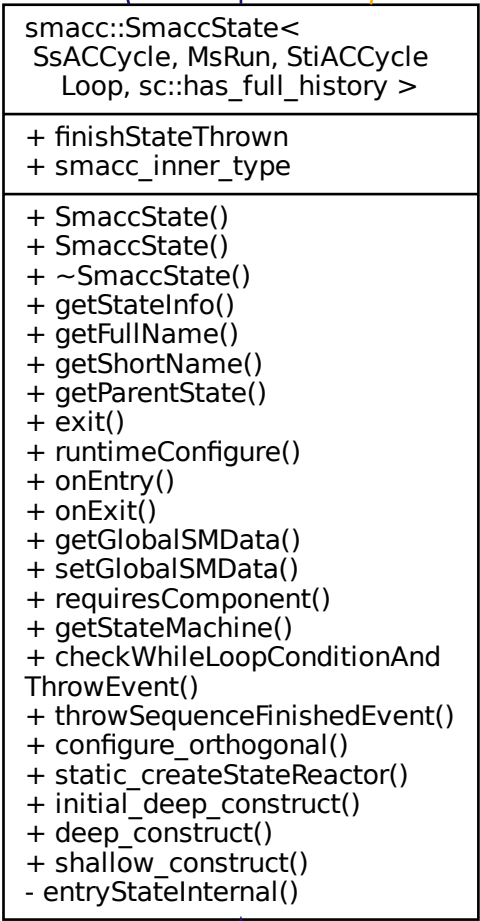 smacc::SmaccState<
SsACCycle, MsRun, StiACCycle
Loop, sc::has_full_history >
+ finishStateThrown
+ smacc_inner_type
+ SmaccState()
+ SmaccState()
+ ~SmaccState()
+ getStateInfo()
+ getFullName()
+ getShortName()
+ getParentState()
+ exit()
+ runtimeConfigure()
+ onEntry()
+ onExit()
+ getGlobalSMData()
+ setGlobalSMData()
+ requiresComponent()
+ getStateMachine()
+ checkWhileLoopConditionAnd
ThrowEvent()
+ throwSequenceFinishedEvent()
+ configure_orthogonal()
+ static_createStateReactor()
+ initial_deep_construct()
+ deep_construct()
+ shallow_construct()
- entryStateInternal()